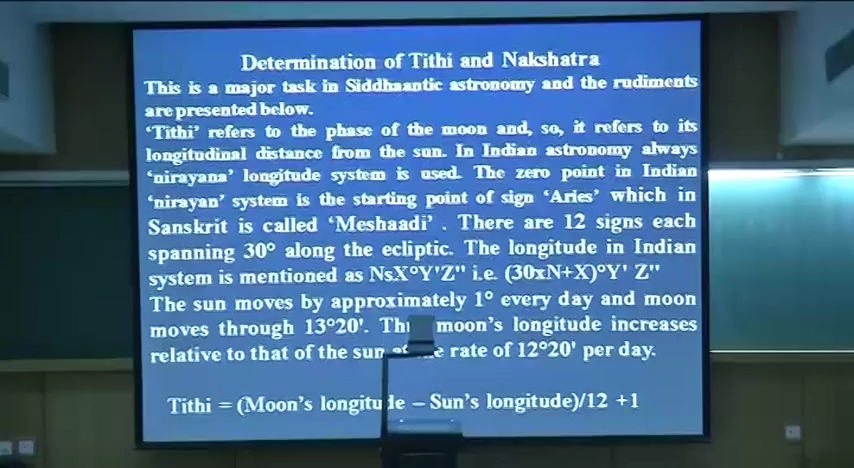 Determination of Tithi and Nakshatra
This is a major task in Siddhaantic astronomy and the rudiments
are presented below.
‘Tithi’ refers to the phase of the moon and, so, it refers to its
longitudinal distance from the sun. In Indian astronomy always
‘nirayana’ longitude system is used. The zero point in Indian
‘nirayan’ system is the starting point of sign ‘Aries’ which in
Sanskrit is called ‘Meshaadi’ . There are 12 signs each
spanning 30° along the ecliptic. The longitude in Indian
system is mentioned as NsX°Y'Z" i.e. (30xN+X)°Y' Z"
The sun moves by approximately 1° every day and moon
moves through 13°20'. moon’s longitude increases
relative to that of the sun rate of 12°20' per day.
Tithi = (Moon’s longitude – Sun’s longitude)/12 +1